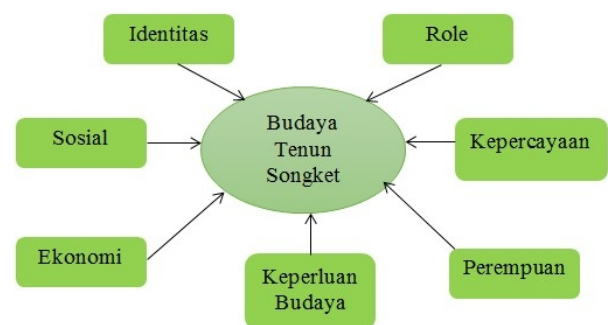 Identitas
Role
Budaya
Tenun
Songket
Sosial
Kepercayaan
Ekonomi
Keperluan
Budaya
Perempuan